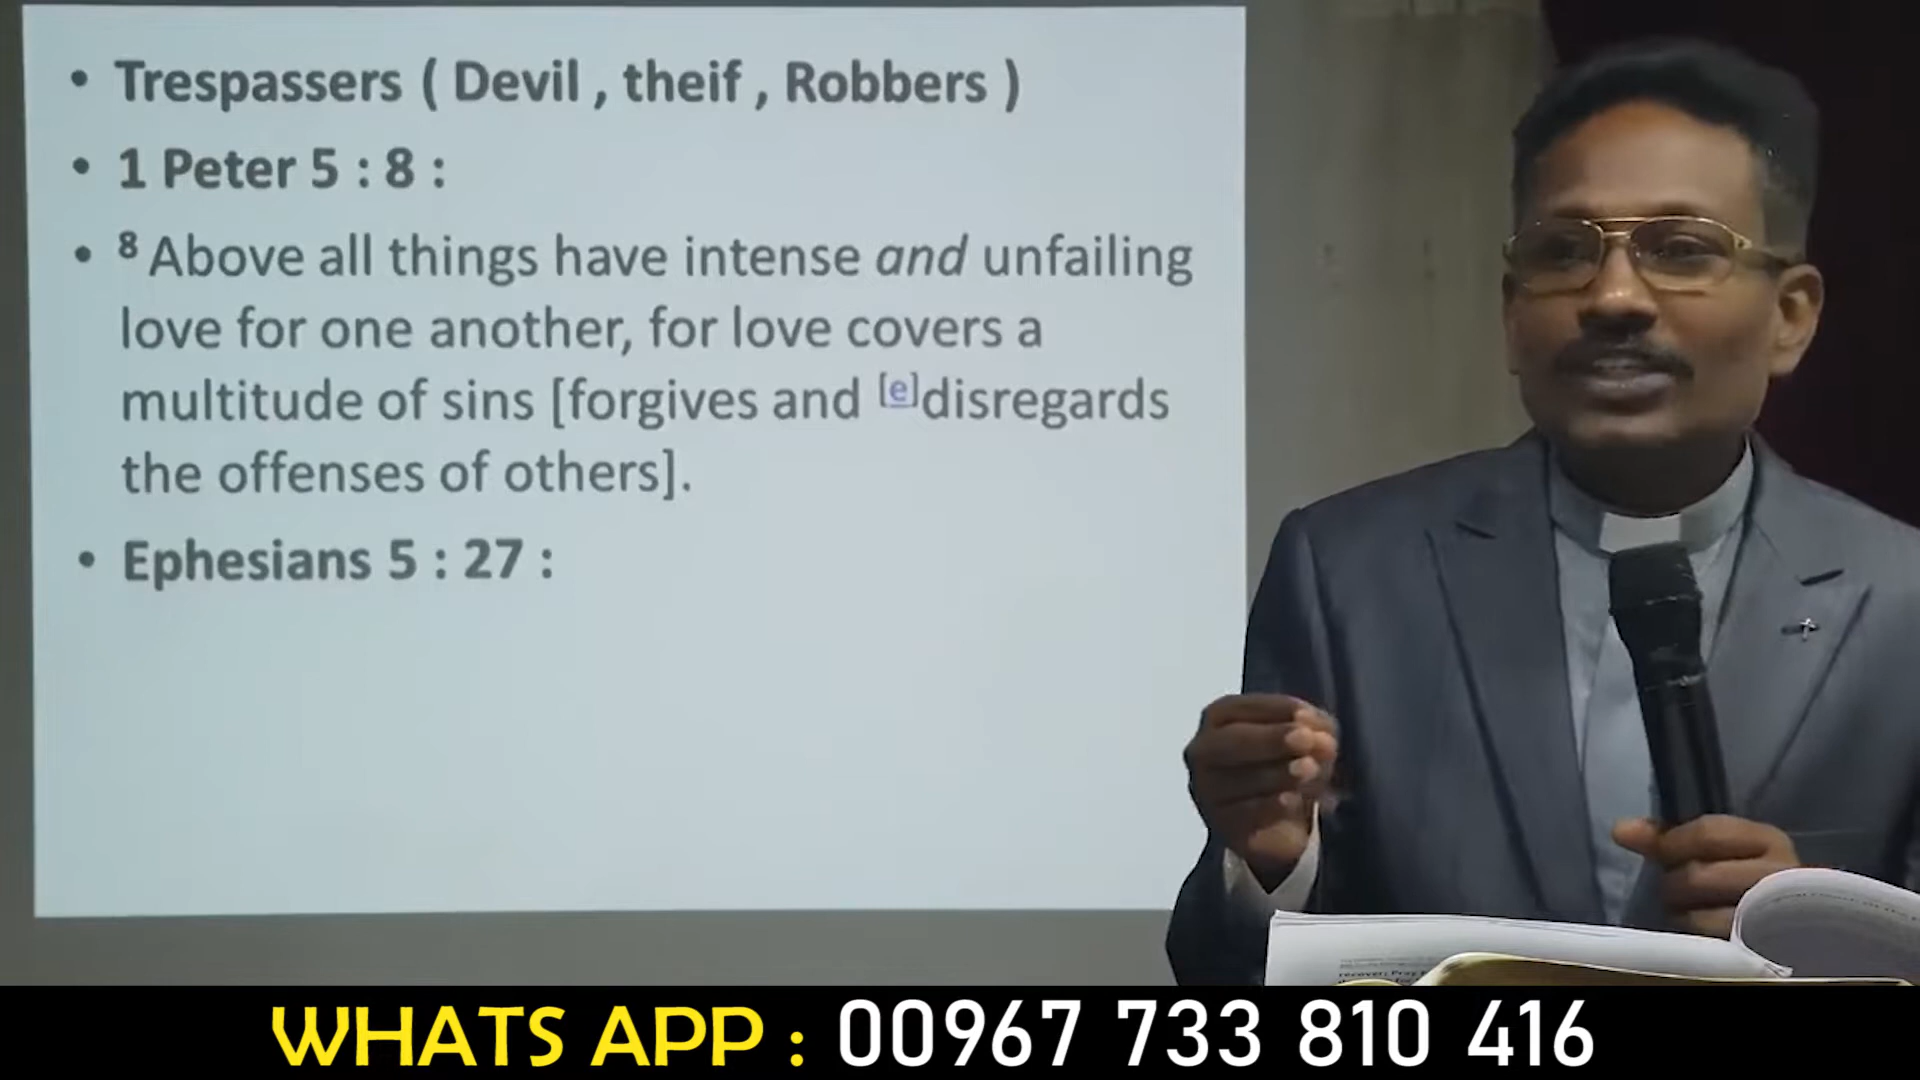 • Trespassers ( Devil , theif , Robbers )
• 1 Peter 5 : 8 :
• 8 Above all things have intense and unfailing
love for one another, for love covers a
multitude of sins [forgives and [e]disregards
the offenses of others].
• Ephesians 5 : 27 :
WHATS APP : 00967 733 810 416